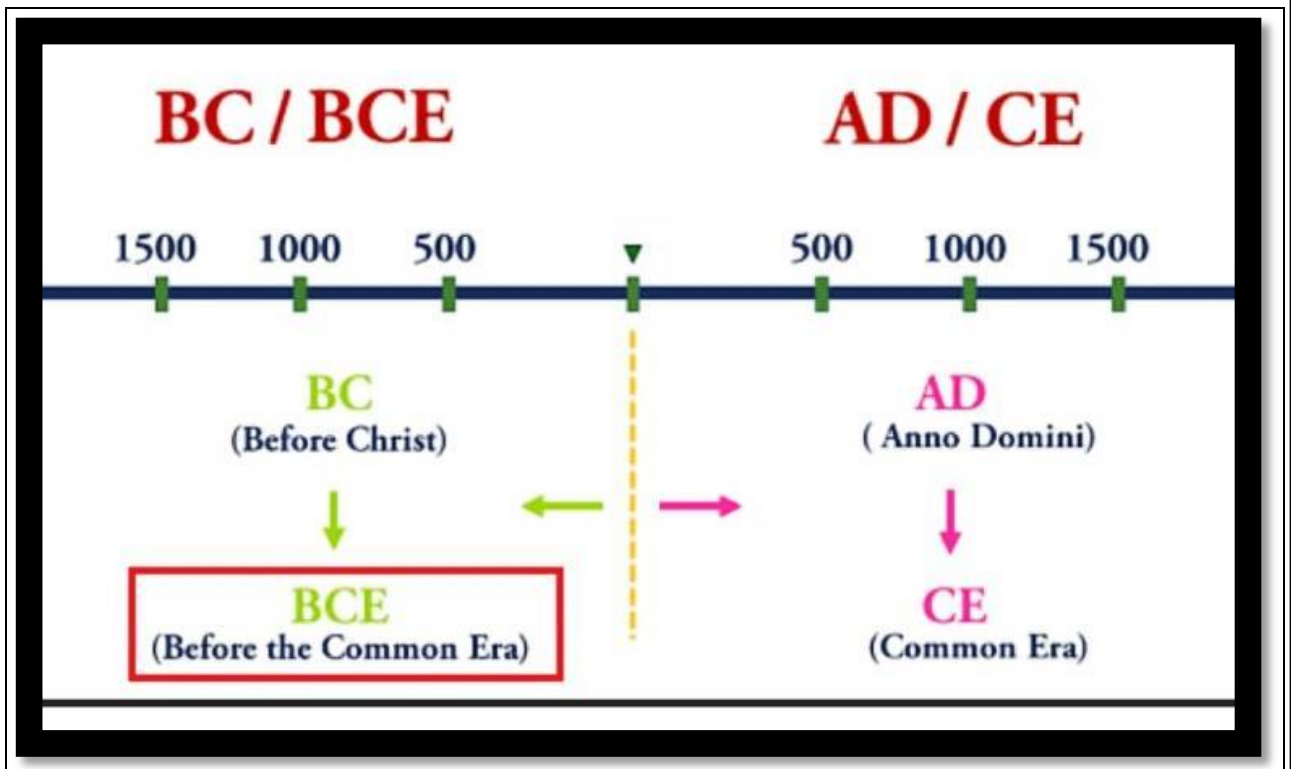 BC / BCE
AD / CE
1500 1000 500 500 1000 1500
BC
(Before Christ)
AD
( Anno Domini)
BCE
(Before the Common Era)
CE
(Common Era)